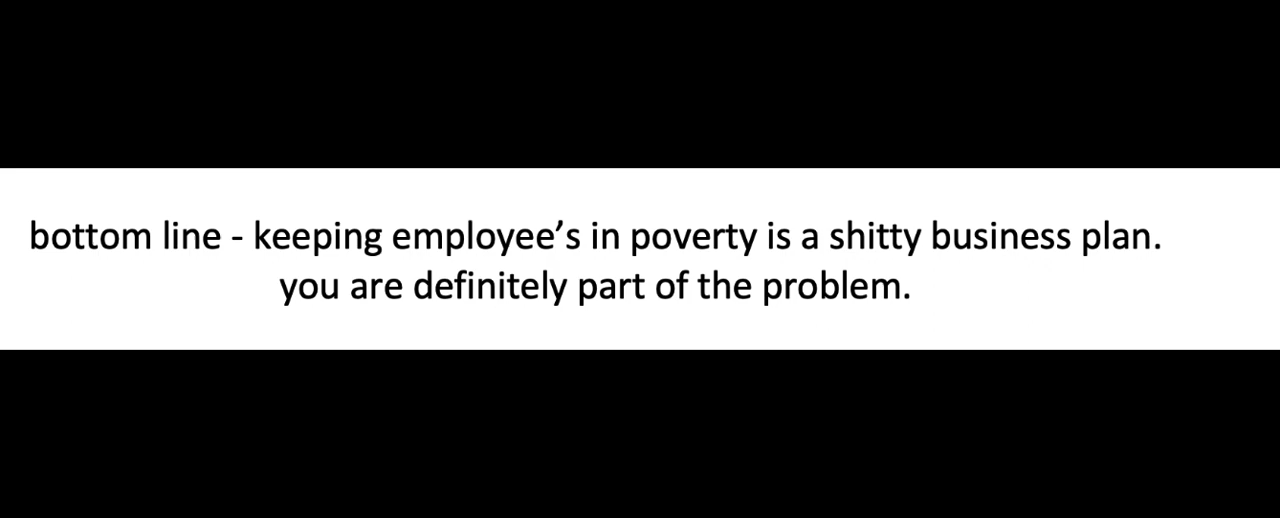 bottom line - keeping employee’s in poverty is a shitty business plan.
you are definitely part of the problem.